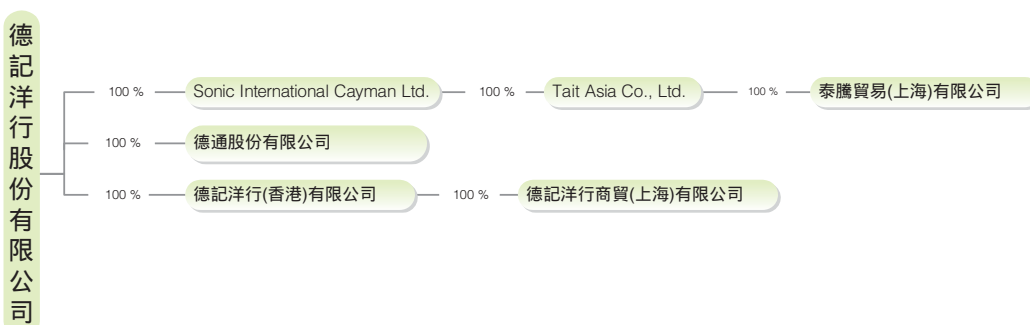 德記洋行股份有限公司
100 % Sonic International Cayman Ltd. 100 % Tait Asia Co., Ltd. 100 % 泰騰貿易(上海)有限公司
100 % 德通股份有限公司
100 % 德記洋行(香港)有限公司 100 % 德記洋行商貿(上海)有限公司